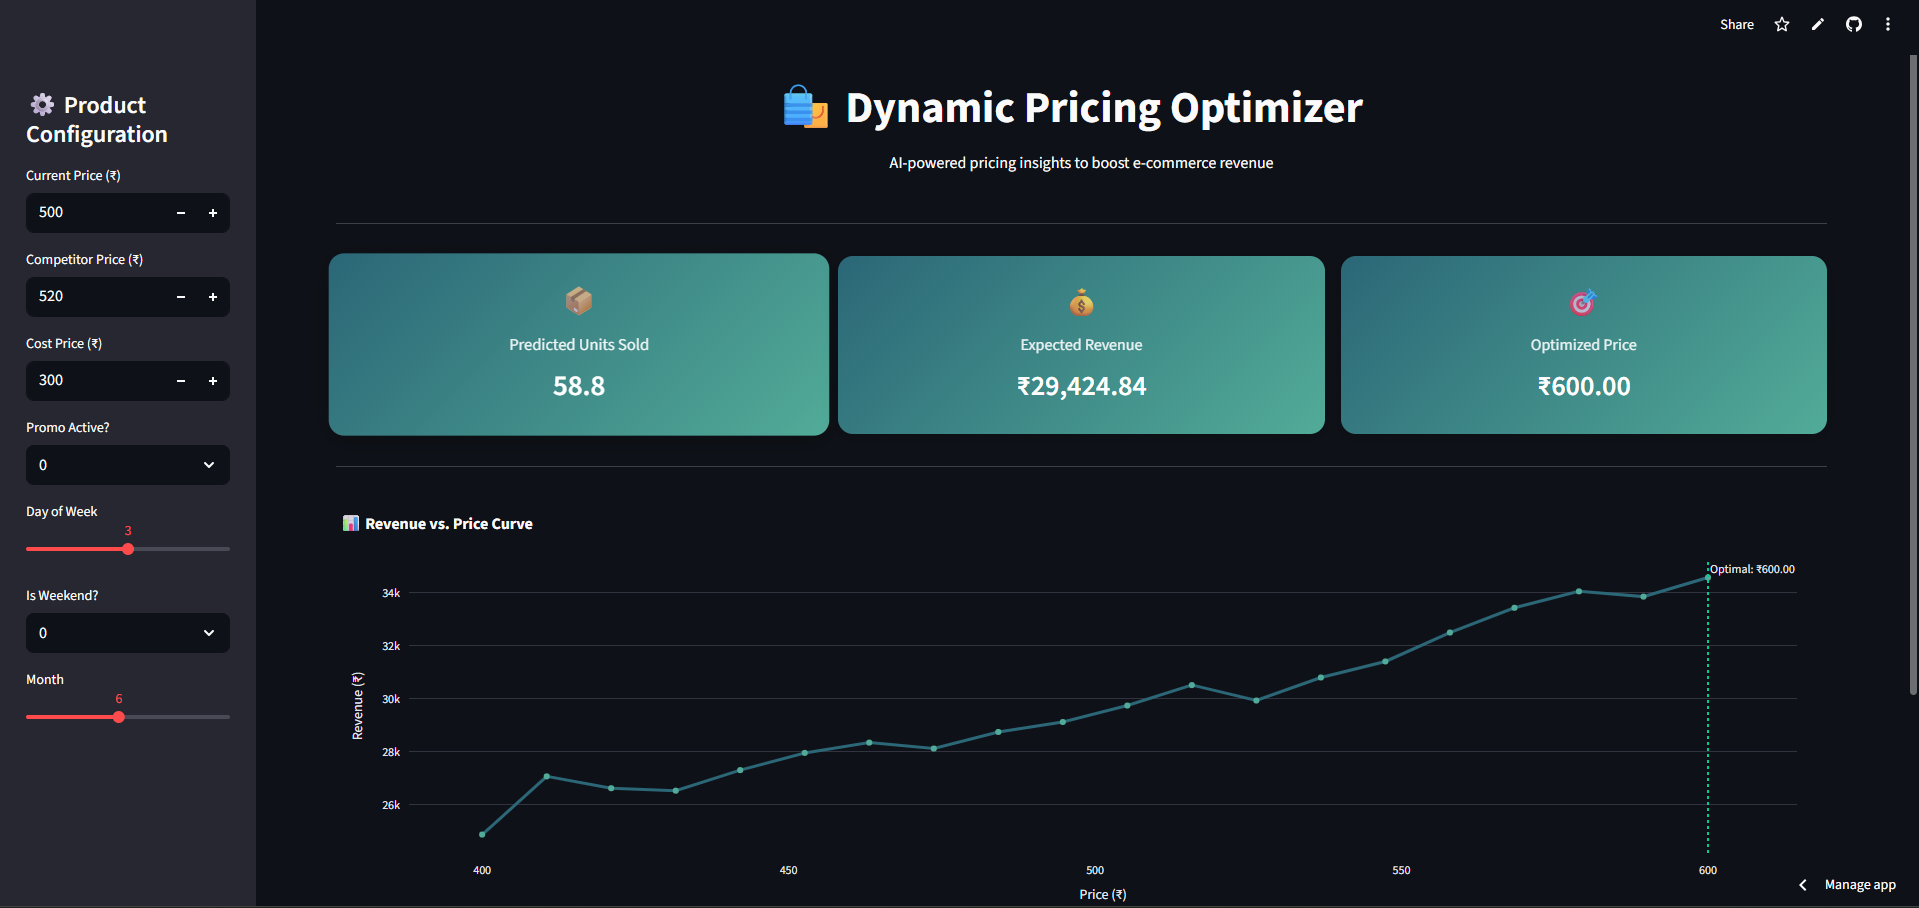 Share
Product
Configuration
Current Price (₹)
500
Competitor Price (₹)
520
Cost Price (₹)
300
Promo Active?
0
Day of Week
3
Is Weekend?
0
Month
6
Dynamic Pricing Optimizer
AI-powered pricing insights to boost e-commerce revenue
Predicted Units Sold
58.8
Expected Revenue
₹29,424.84
Optimized Price
₹600.00
Revenue vs. Price Curve
Optimal: ₹600.00
34k
32k
30k
28k
26k
Revenue (₹)
400
450
500
550
600
Price (₹)
Manage app